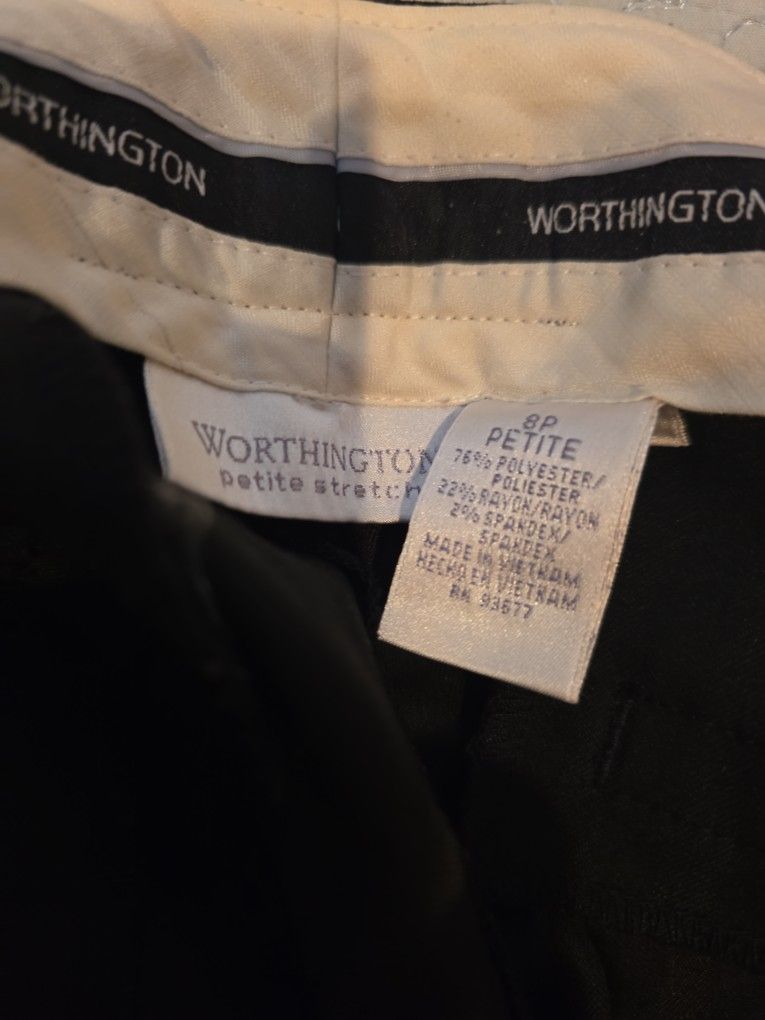 WORTHINGTON
WORTHINGTON
WORTHINGTON
petite stretch
8P
PETITE
76% POLYESTER/
POLIESTER
22% RAYON/RAYON
2% SPANDEX/
SPANDEX
MADE IN VIETNAM
HECHO EN VIETNAM
RN 93677